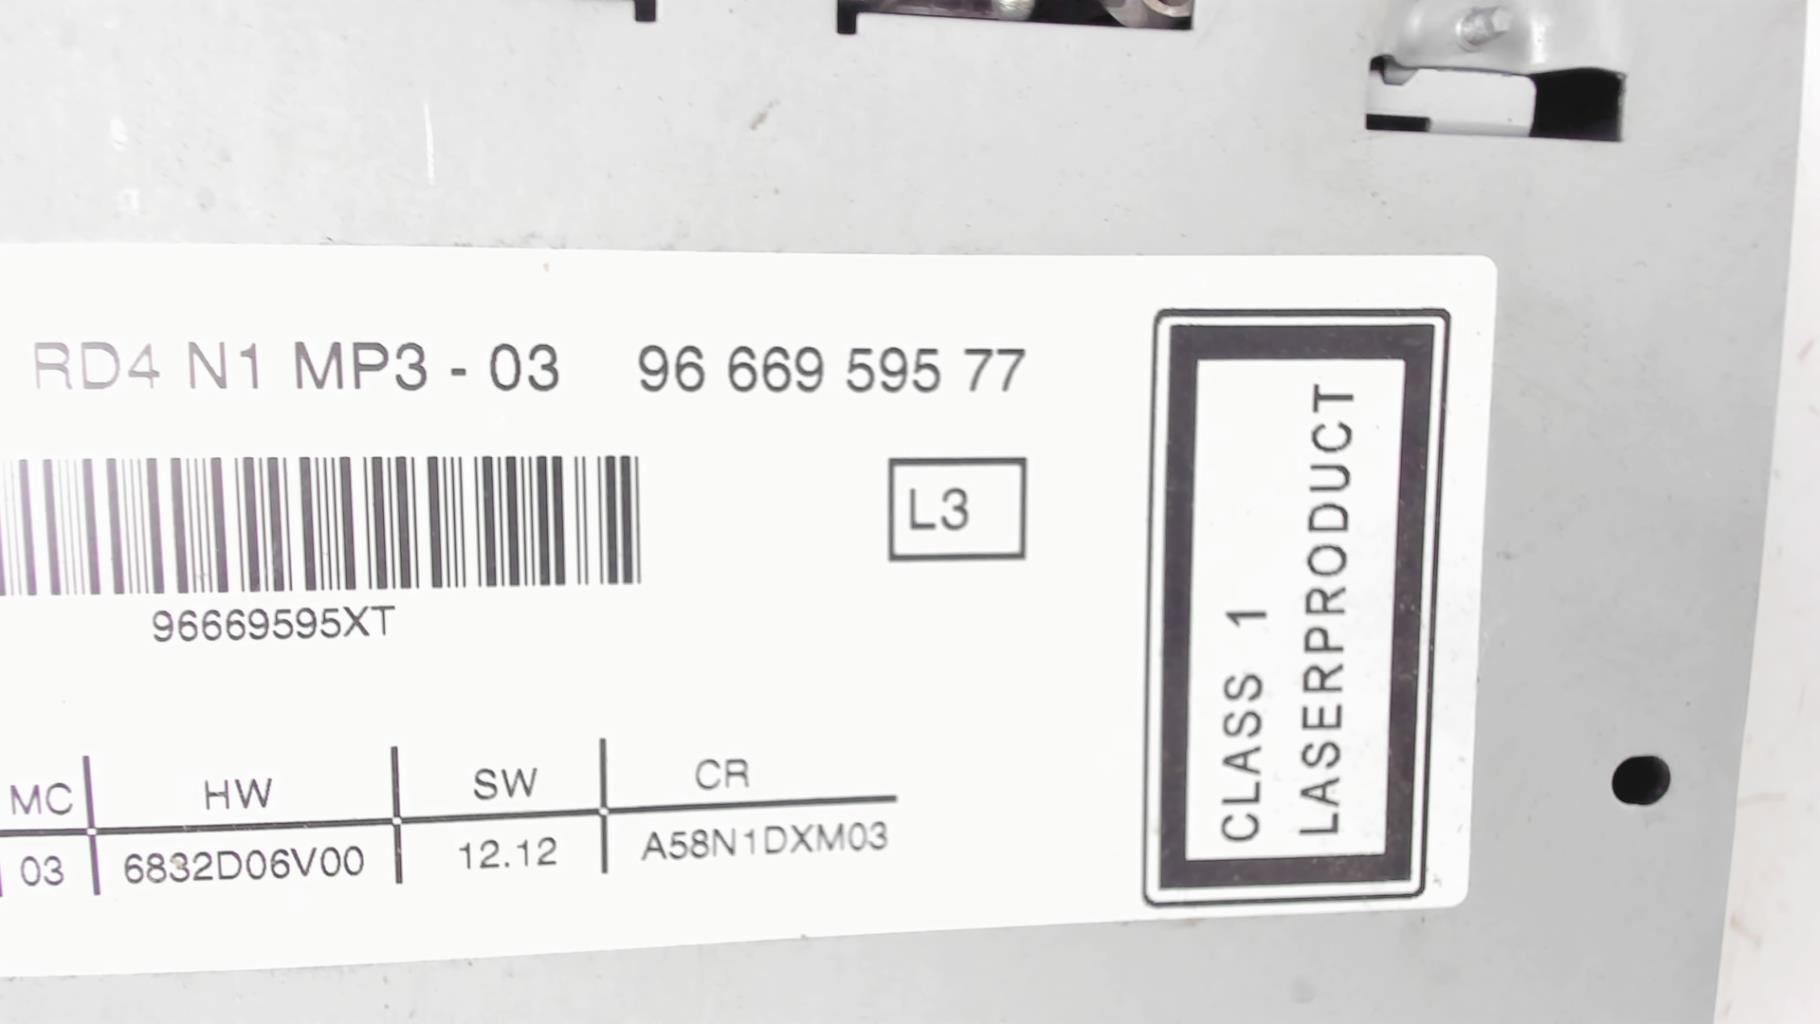 RD4 N1 MP3 - 03 96 669 595 77
L3
96669595XT
MC HW SW CR
03 6832D06V00 12.12 A58N1DXM03
CLASS 1
LASERPRODUCT